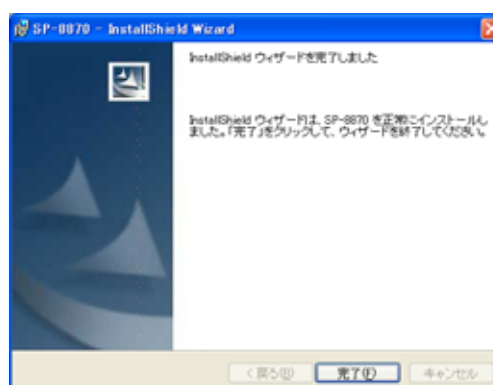 SP-8870 - InstallShield Wizard
InstallShield ウィザードを完了しました
InstallShield ウィザードは、SP-8870 を正常にインストールし
ました。「完了」をクリックして、ウィザードを終了してください。
< 戻る(B) 完了(F) キャンセル